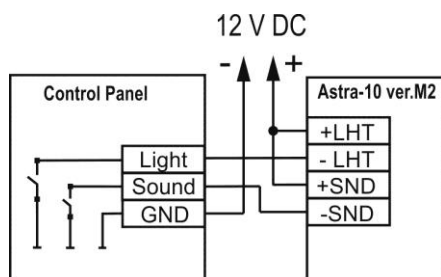 12 V DC
- +
Control Panel
Astra-10 ver.M2
Light
Sound
GND
+LHT
- LHT
+SND
-SND